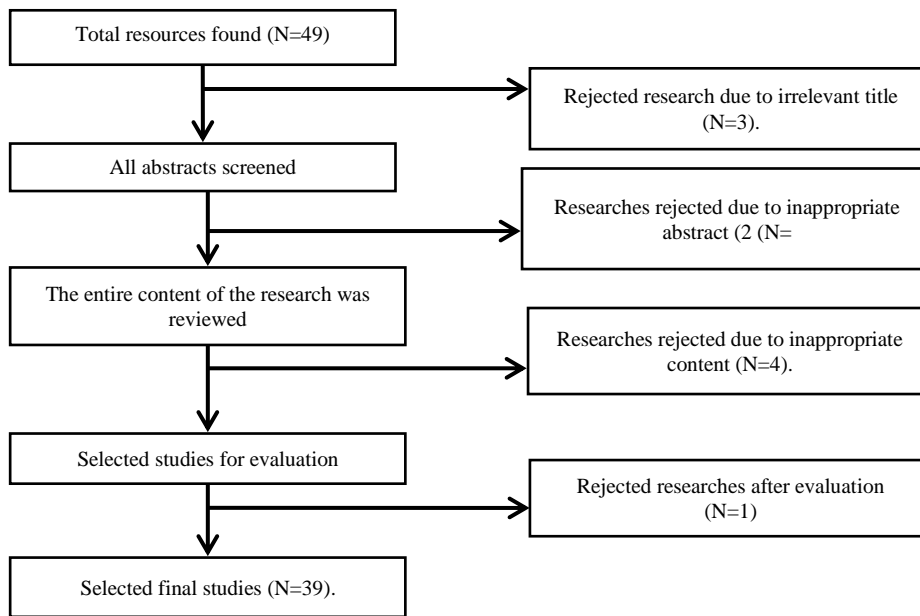 Total resources found (N=49)
Rejected research due to irrelevant title
(N=3).
All abstracts screened
Researches rejected due to inappropriate
abstract (2 (N=
The entire content of the research was
reviewed
Researches rejected due to inappropriate
content (N=4).
Selected studies for evaluation
Rejected researches after evaluation
(N=1)
Selected final studies (N=39).